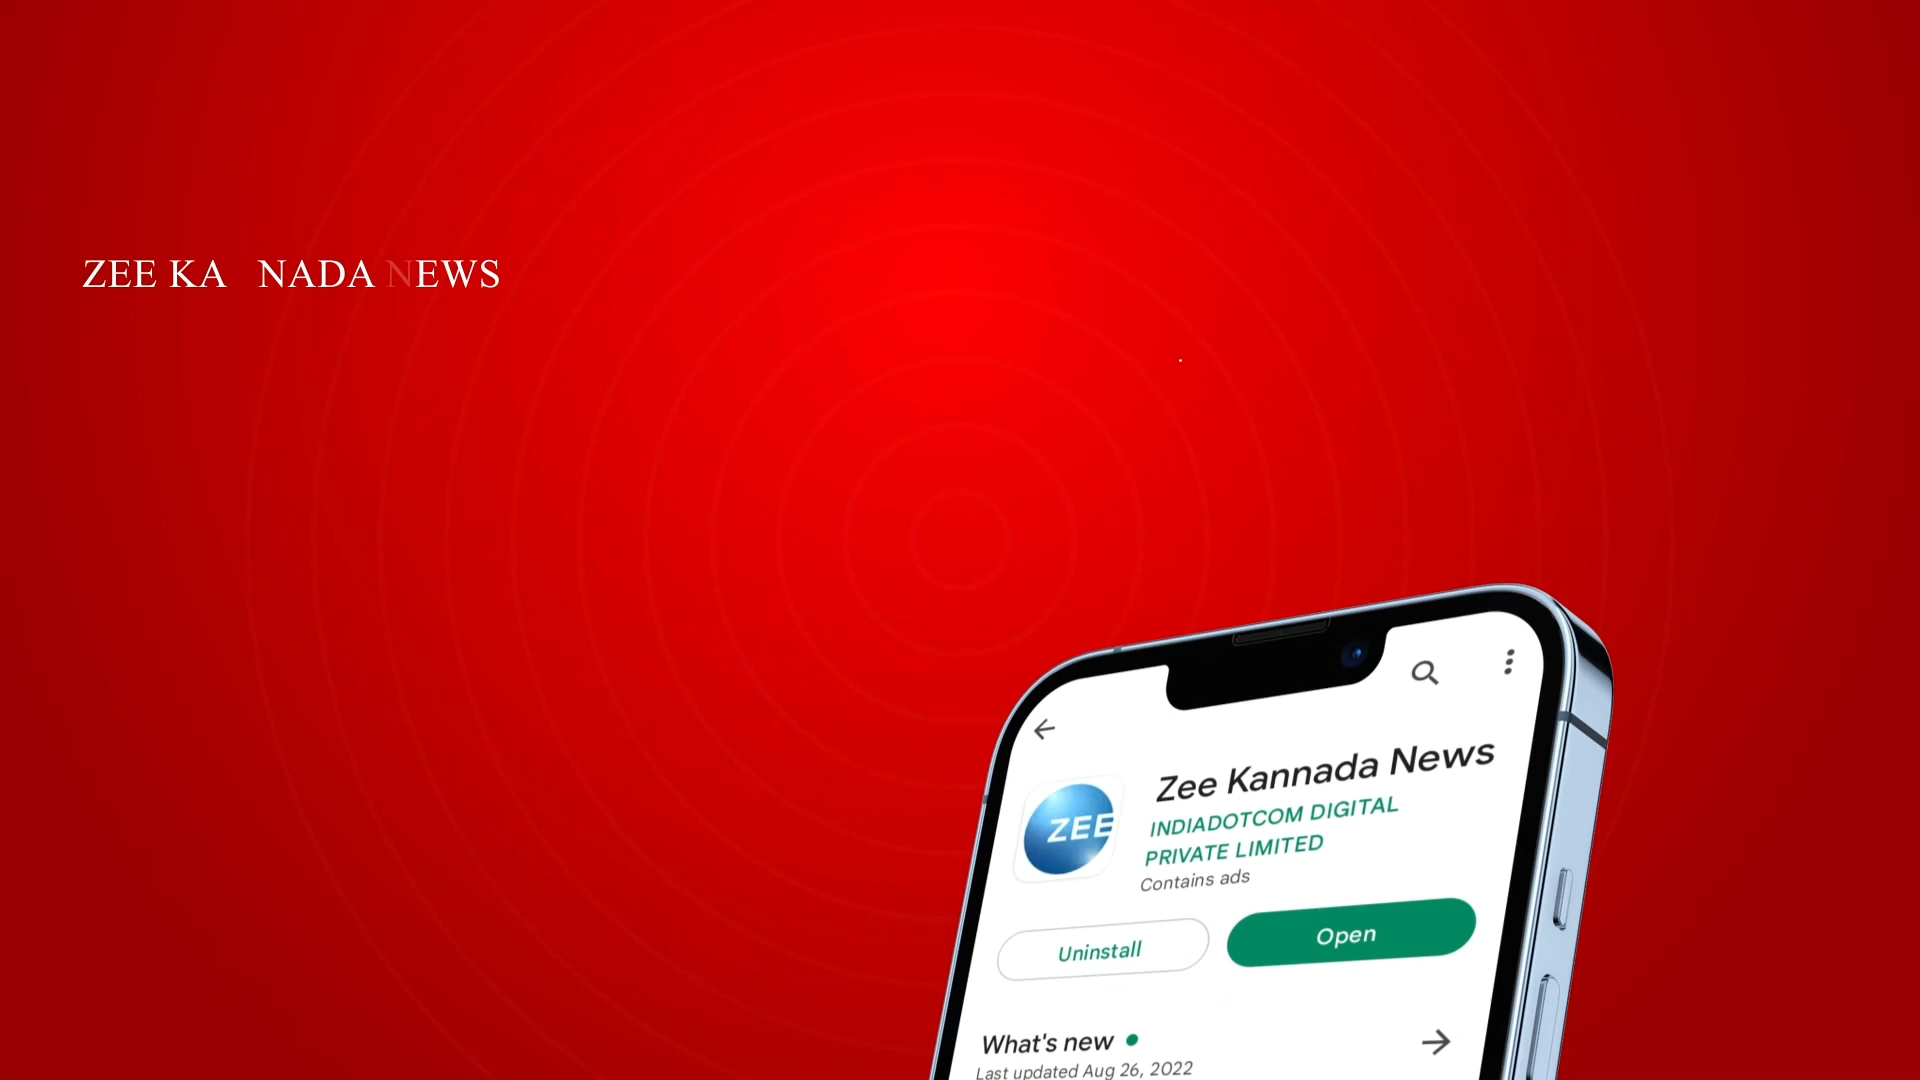 ZEE KA NADA NEWS
Zee Kannada News
INDIADOTCOM DIGITAL
PRIVATE LIMITED
Contains ads
ZEE
Uninstall
Open
What's new
Last updated Aug 26, 2022